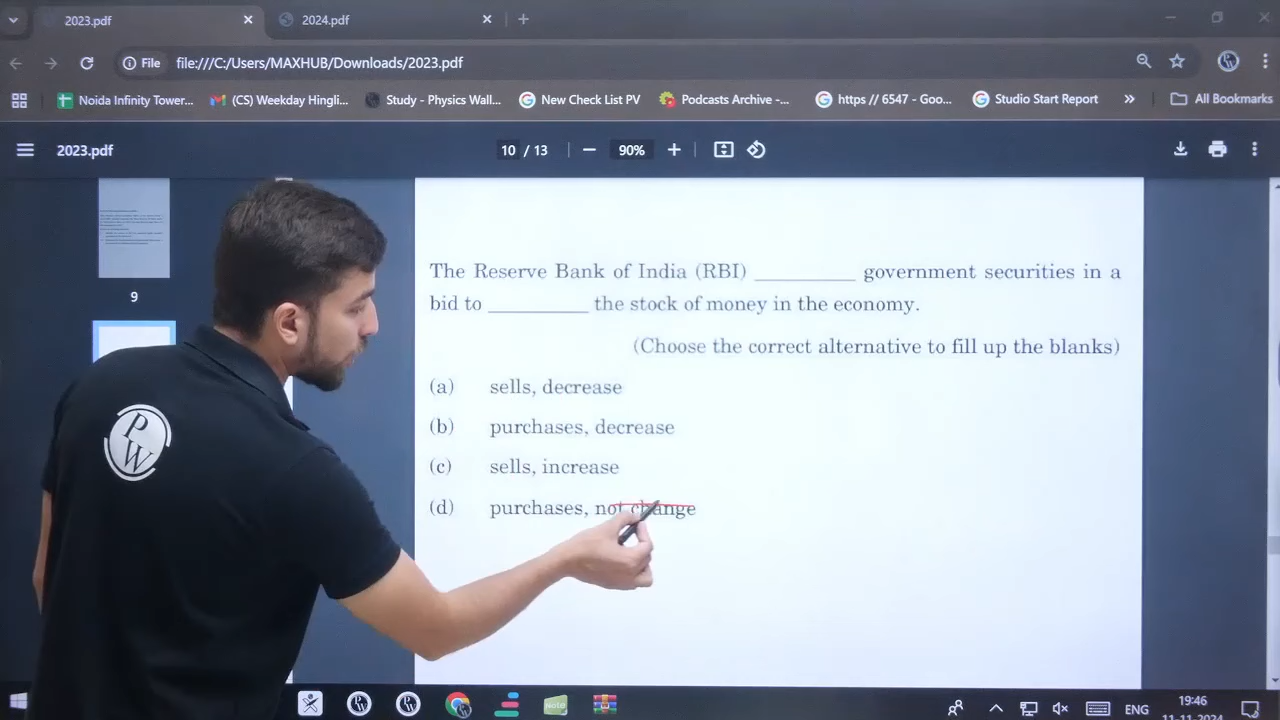 2023.pdf
2024.pdf
File
file:///C:/Users/MAXHUB/Downloads/2023.pdf
Noida Infinity Tower...
(CS) Weekday Hingli...
Study - Physics Wall...
New Check List PV
Podcasts Archive -...
https // 6547 - Goo...
Studio Start Report
All Bookmarks
2023.pdf
10 / 13
90%
9
The Reserve Bank of India (RBI) __________ government securities in a
bid to __________ the stock of money in the economy.
(Choose the correct alternative to fill up the blanks)
(a) sells, decrease
(b) purchases, decrease
(c) sells, increase
(d) purchases, not change
P
W
Note
ENG
19:46
11-11-2024